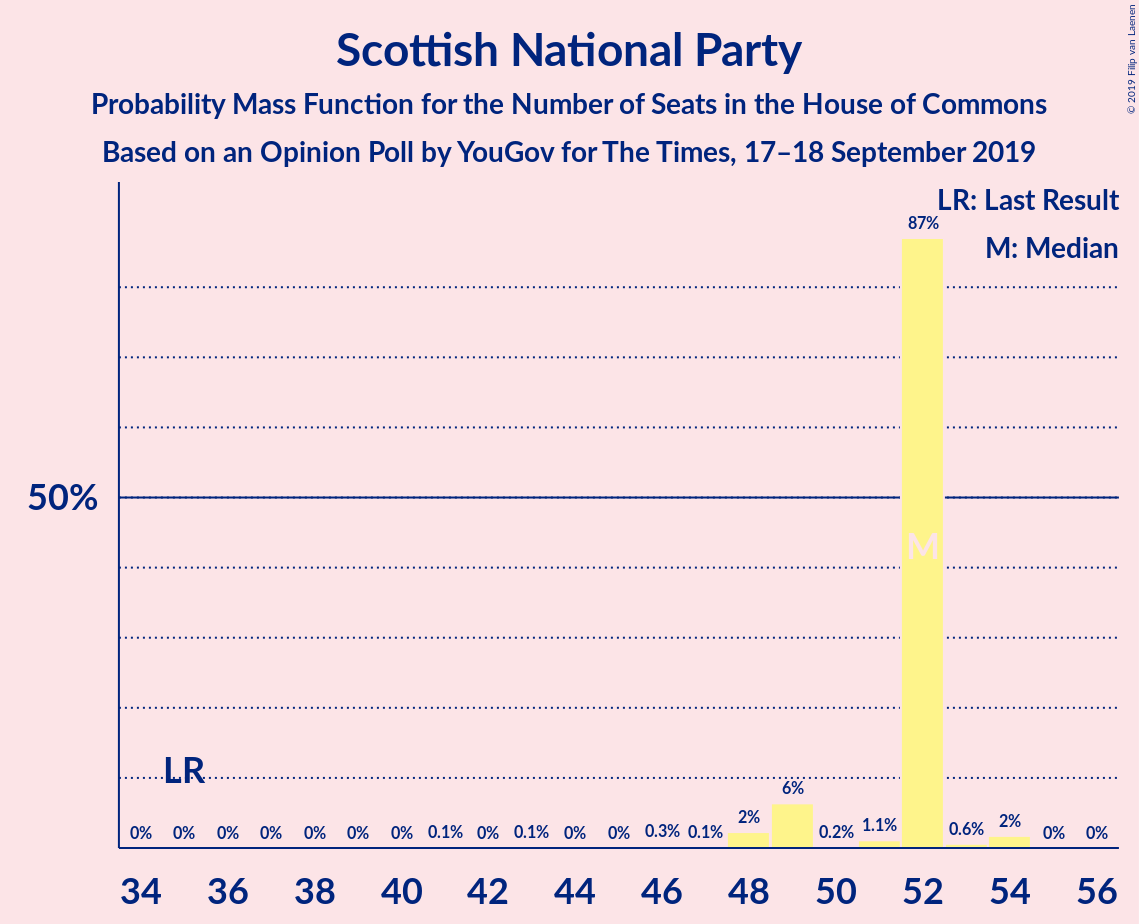 Scottish National Party
Probability Mass Function for the Number of Seats in the House of Commons
Based on an Opinion Poll by YouGov for The Times, 17–18 September 2019
© 2019 Filip van Laenen
LR: Last Result
M: Median
87%
50%
M
LR
0% 0% 0% 0% 0% 0% 0% 0.1% 0% 0.1% 0% 0% 0.3% 0.1% 2% 6% 0.2% 1.1% 0.6% 2% 0% 0%
34 36 38 40 42 44 46 48 50 52 54 56